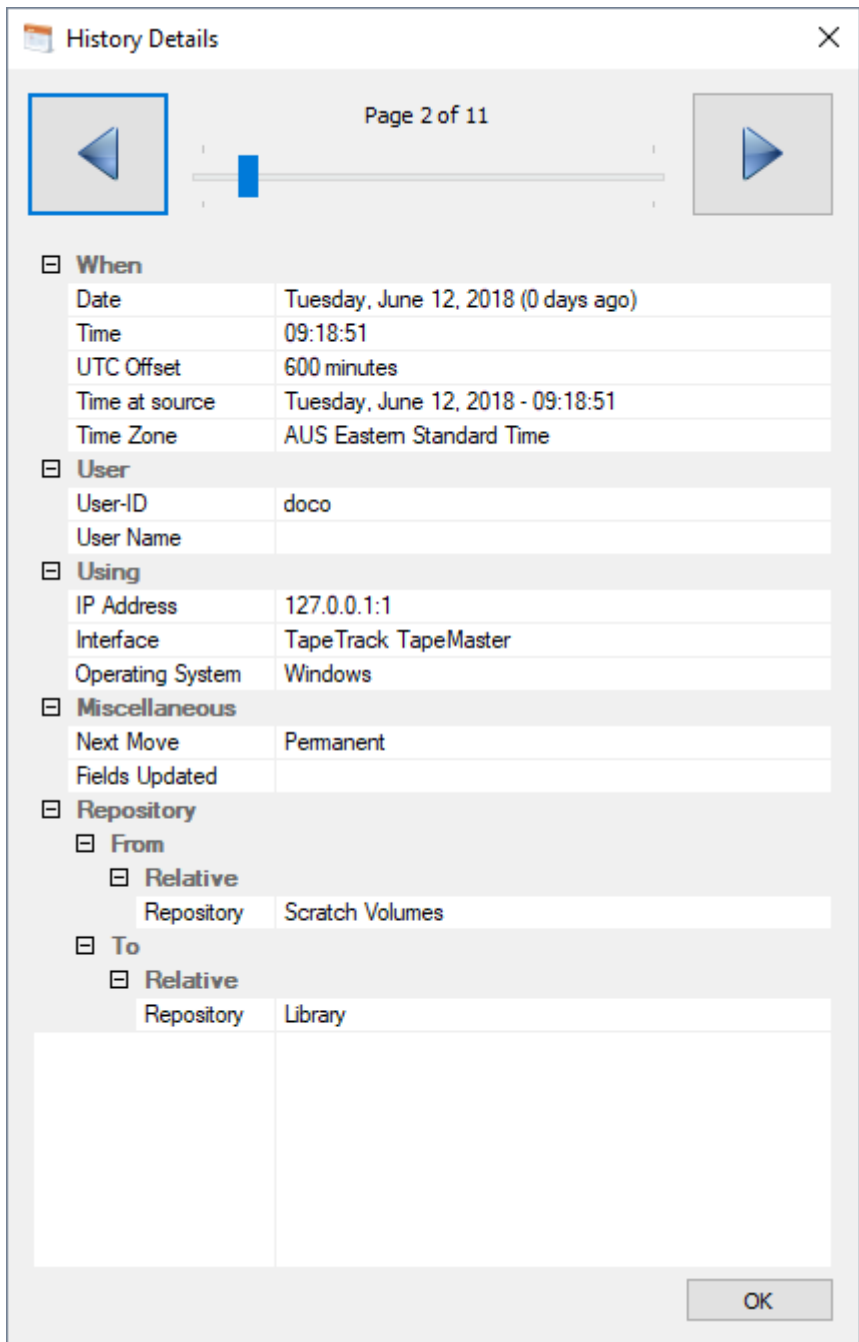 History Details
Page 2 of 11
When
Date Tuesday, June 12, 2018 (0 days ago)
Time 09:18:51
UTC Offset 600 minutes
Time at source Tuesday, June 12, 2018 - 09:18:51
Time Zone AUS Eastern Standard Time
User
User-ID doco
User Name
Using
IP Address 127.0.0.1:1
Interface TapeTrack TapeMaster
Operating System Windows
Miscellaneous
Next Move Permanent
Fields Updated
Repository
From
Relative
Repository Scratch Volumes
To
Relative
Repository Library
OK